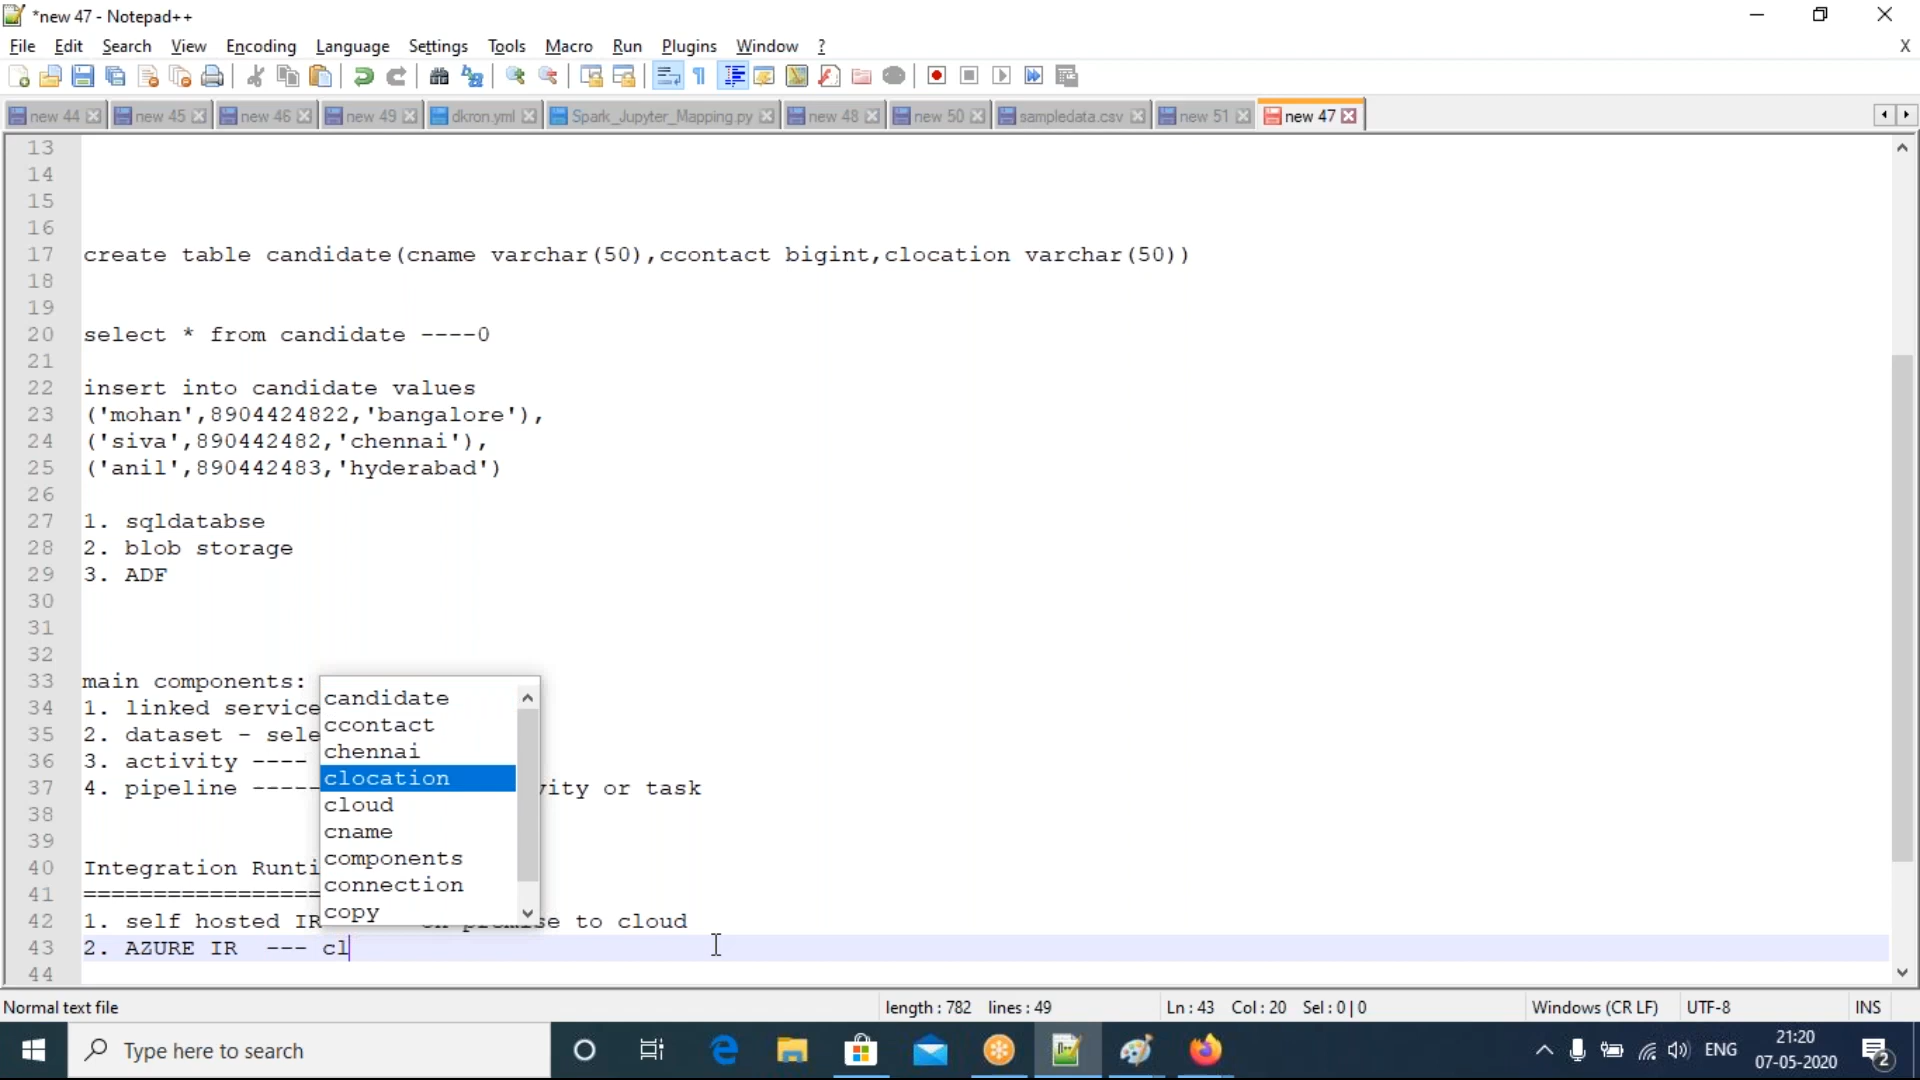 *new 47 - Notepad++
File Edit Search View Encoding Language Settings Tools Macro Run Plugins Window ? X
new 44 new 45 new 46 new 49 dkron.yml Spark_Jupyter_Mapping.py new 48 new 50 sampledata.csv new 51 new 47
13
14
15
16
17 create table candidate(cname varchar(50),ccontact bigint,clocation varchar(50))
18
19
20 select * from candidate ----0
21
22 insert into candidate values
23 ('mohan',8904424822,'bangalore'),
24 ('siva',890442482,'chennai'),
25 ('anil',890442483,'hyderabad')
26
27 1. sqldatabse
28 2. blob storage
29 3. ADF
30
31
32
33 main components:
34 1. linked service
35 2. dataset - sele
36 3. activity ----
37 4. pipeline ----- vity or task
38
39
40 Integration Runti
41 =================
42 1. self hosted IR se to cloud
43 2. AZURE IR --- cl
44
candidate
ccontact
chennai
clocation
cloud
cname
components
connection
copy
Normal text file length : 782 lines : 49 Ln : 43 Col : 20 Sel : 0 | 0 Windows (CR LF) UTF-8 INS
Type here to search ENG 21:20
07-05-2020 2